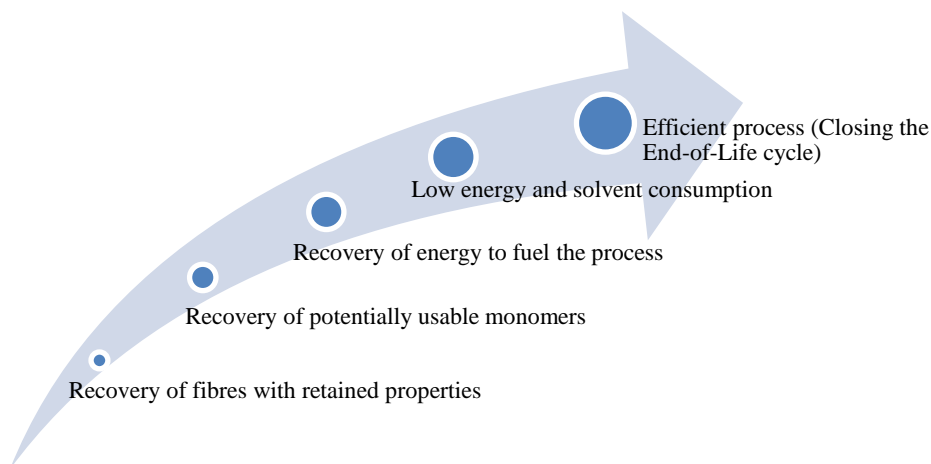 Efficient process (Closing the
End-of-Life cycle)
Low energy and solvent consumption
Recovery of energy to fuel the process
Recovery of potentially usable monomers
Recovery of fibres with retained properties